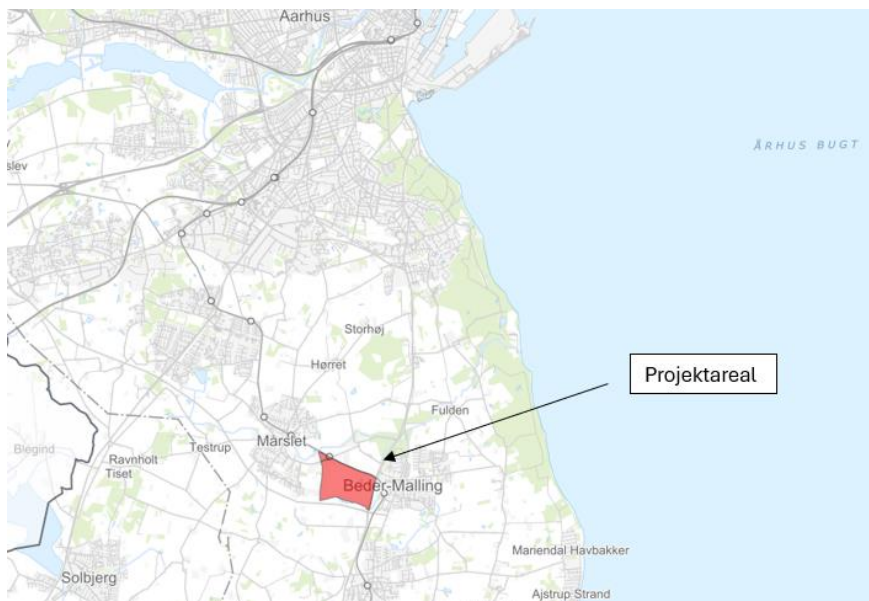 Aarhus
slev
ÅRHUS BUGT
Storhøj
Hørret
Projektareal
Fulden
Mårslet
Testrup
Blegind
Ravnholt
Tiset
Beder-Malling
Mariendal Havbakker
Solbjerg
Ajstrup Strand